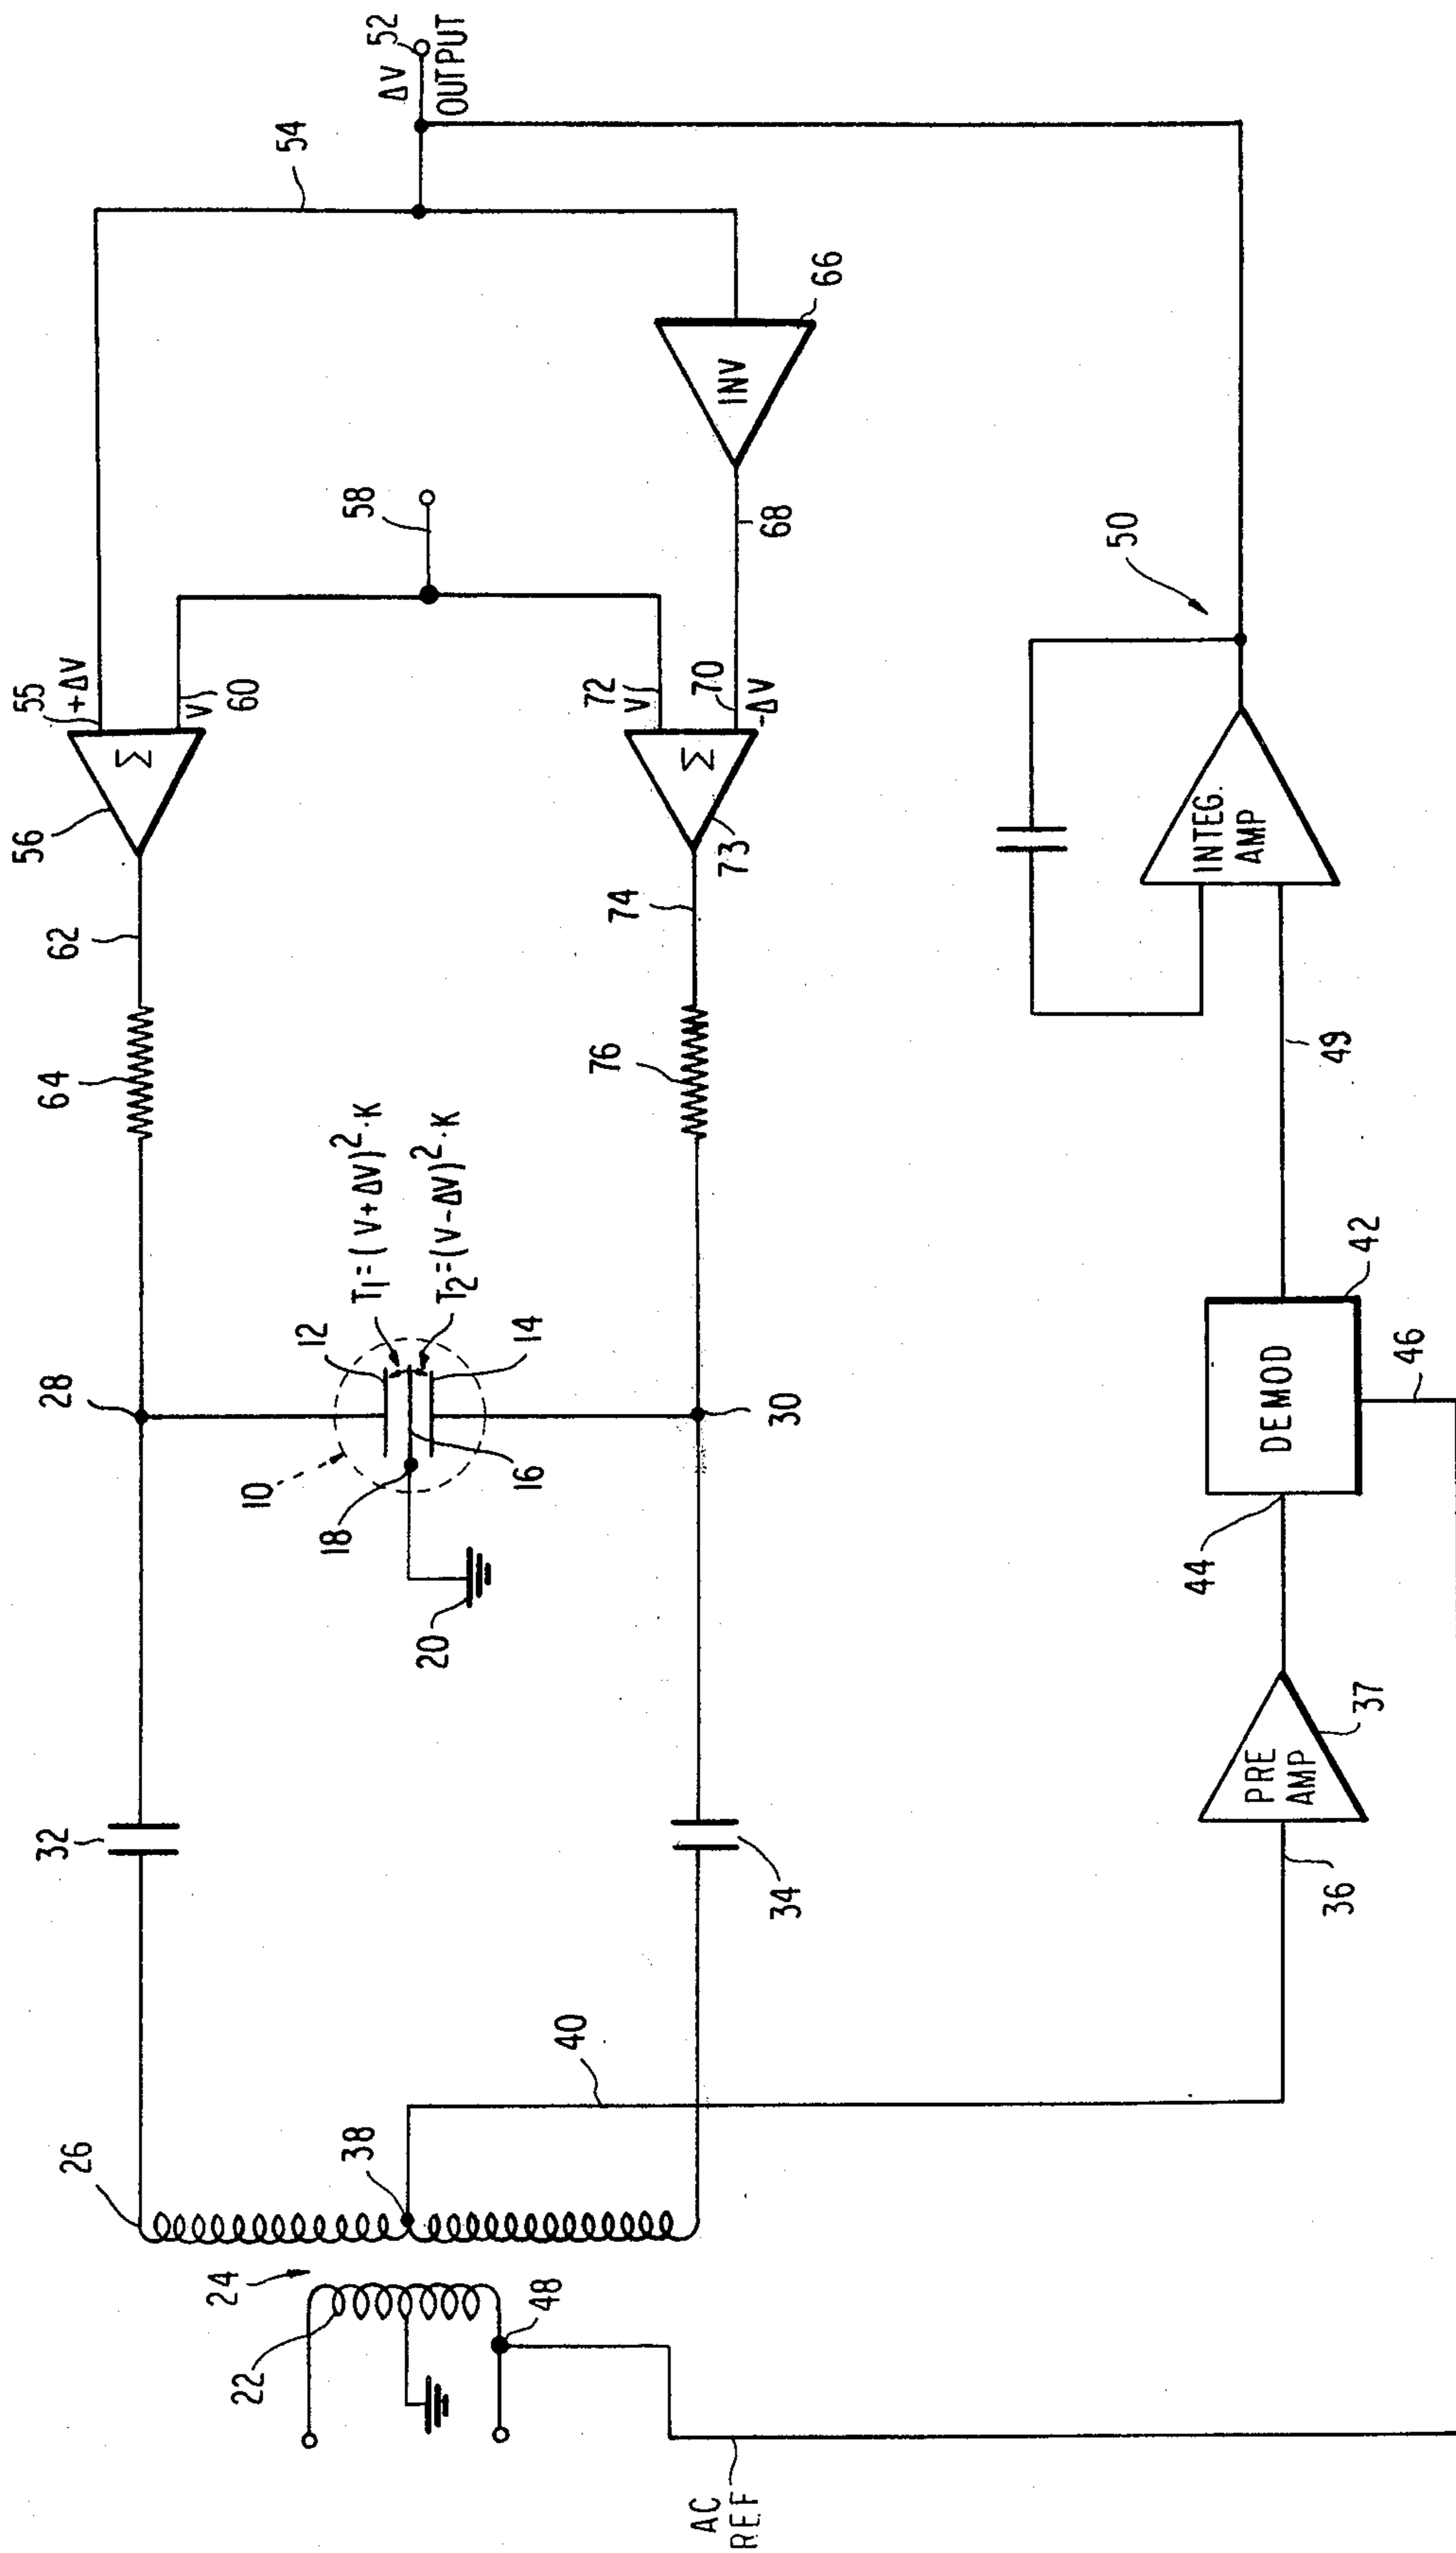 26
32
28
64
62
56
55
+ΔV
Σ
V
60
54
ΔV
52
OUTPUT
24
22
48
38
40
20
18
10
12
16
14
T1=(V+ΔV)²·K
T2=(V-ΔV)²·K
58
34
30
76
74
73
72
V
Σ
70
-ΔV
68
INV
66
AC
REF
36
PRE
AMP
37
44
DEMOD
42
46
49
INTEG.
AMP
50